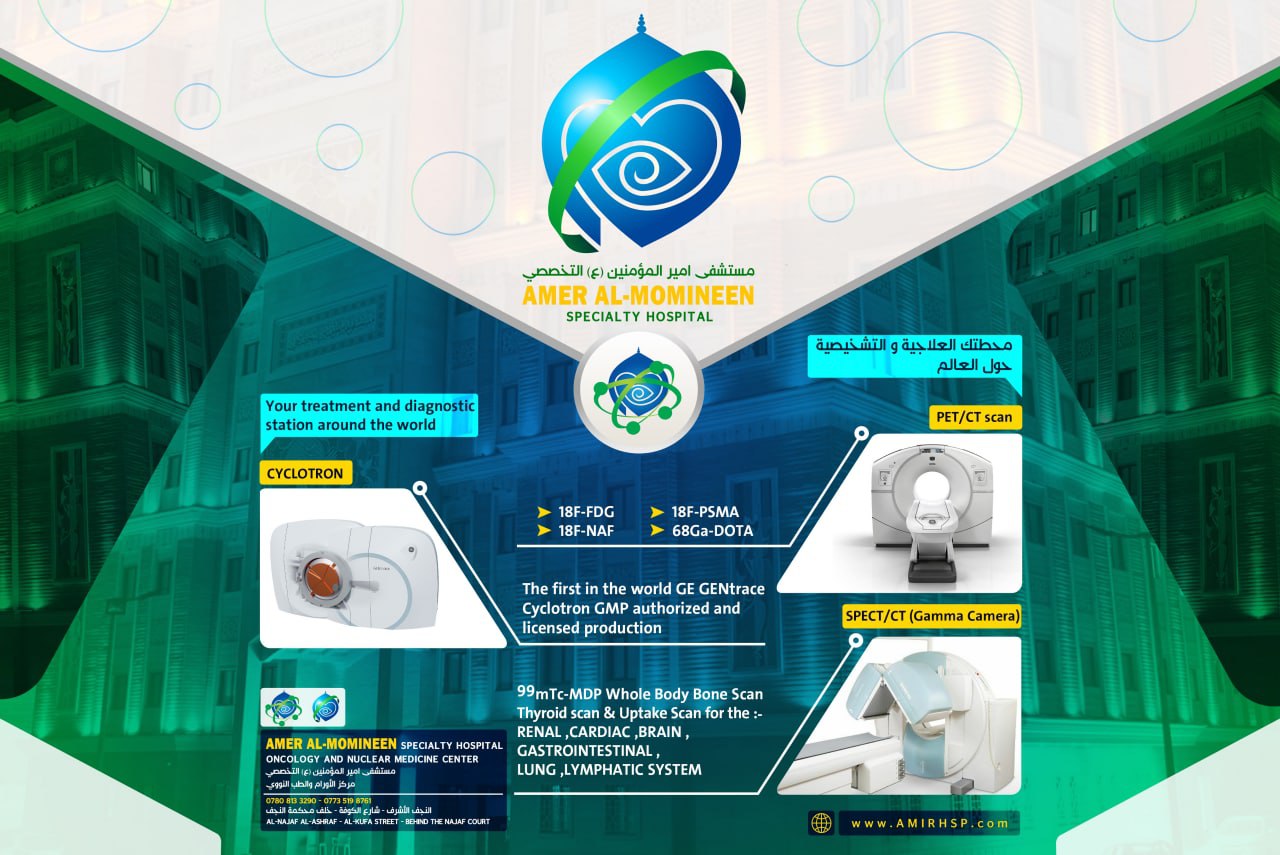 مستشفى امير المؤمنين (ع) التخصصي
AMER AL-MOMINEEN
SPECIALTY HOSPITAL
محطتك العلاجية و التشخيصية
حول العالم
Your treatment and diagnostic
station around the world
PET/CT scan
CYCLOTRON
18F-FDG
18F-PSMA
18F-NAF
68Ga-DOTA
The first in the world GE GENtrace
Cyclotron GMP authorized and
licensed production
SPECT/CT (Gamma Camera)
99mTc-MDP Whole Body Bone Scan
Thyroid scan & Uptake Scan for the :-
RENAL ,CARDIAC ,BRAIN ,
GASTROINTESTINAL ,
LUNG ,LYMPHATIC SYSTEM
AMER AL-MOMINEEN SPECIALTY HOSPITAL
ONCOLOGY AND NUCLEAR MEDICINE CENTER
مستشفى امير المؤمنين (ع) التخصصي
مركز الأورام والطب النووي
0780 813 3290 - 0773 519 8761
النجف الأشرف - شارع الكوفة - خلف محكمة النجف
AL-NAJAF AL-ASHRAF - AL-KUFA STREET - BEHIND THE NAJAF COURT
www.AMIRHSP.com